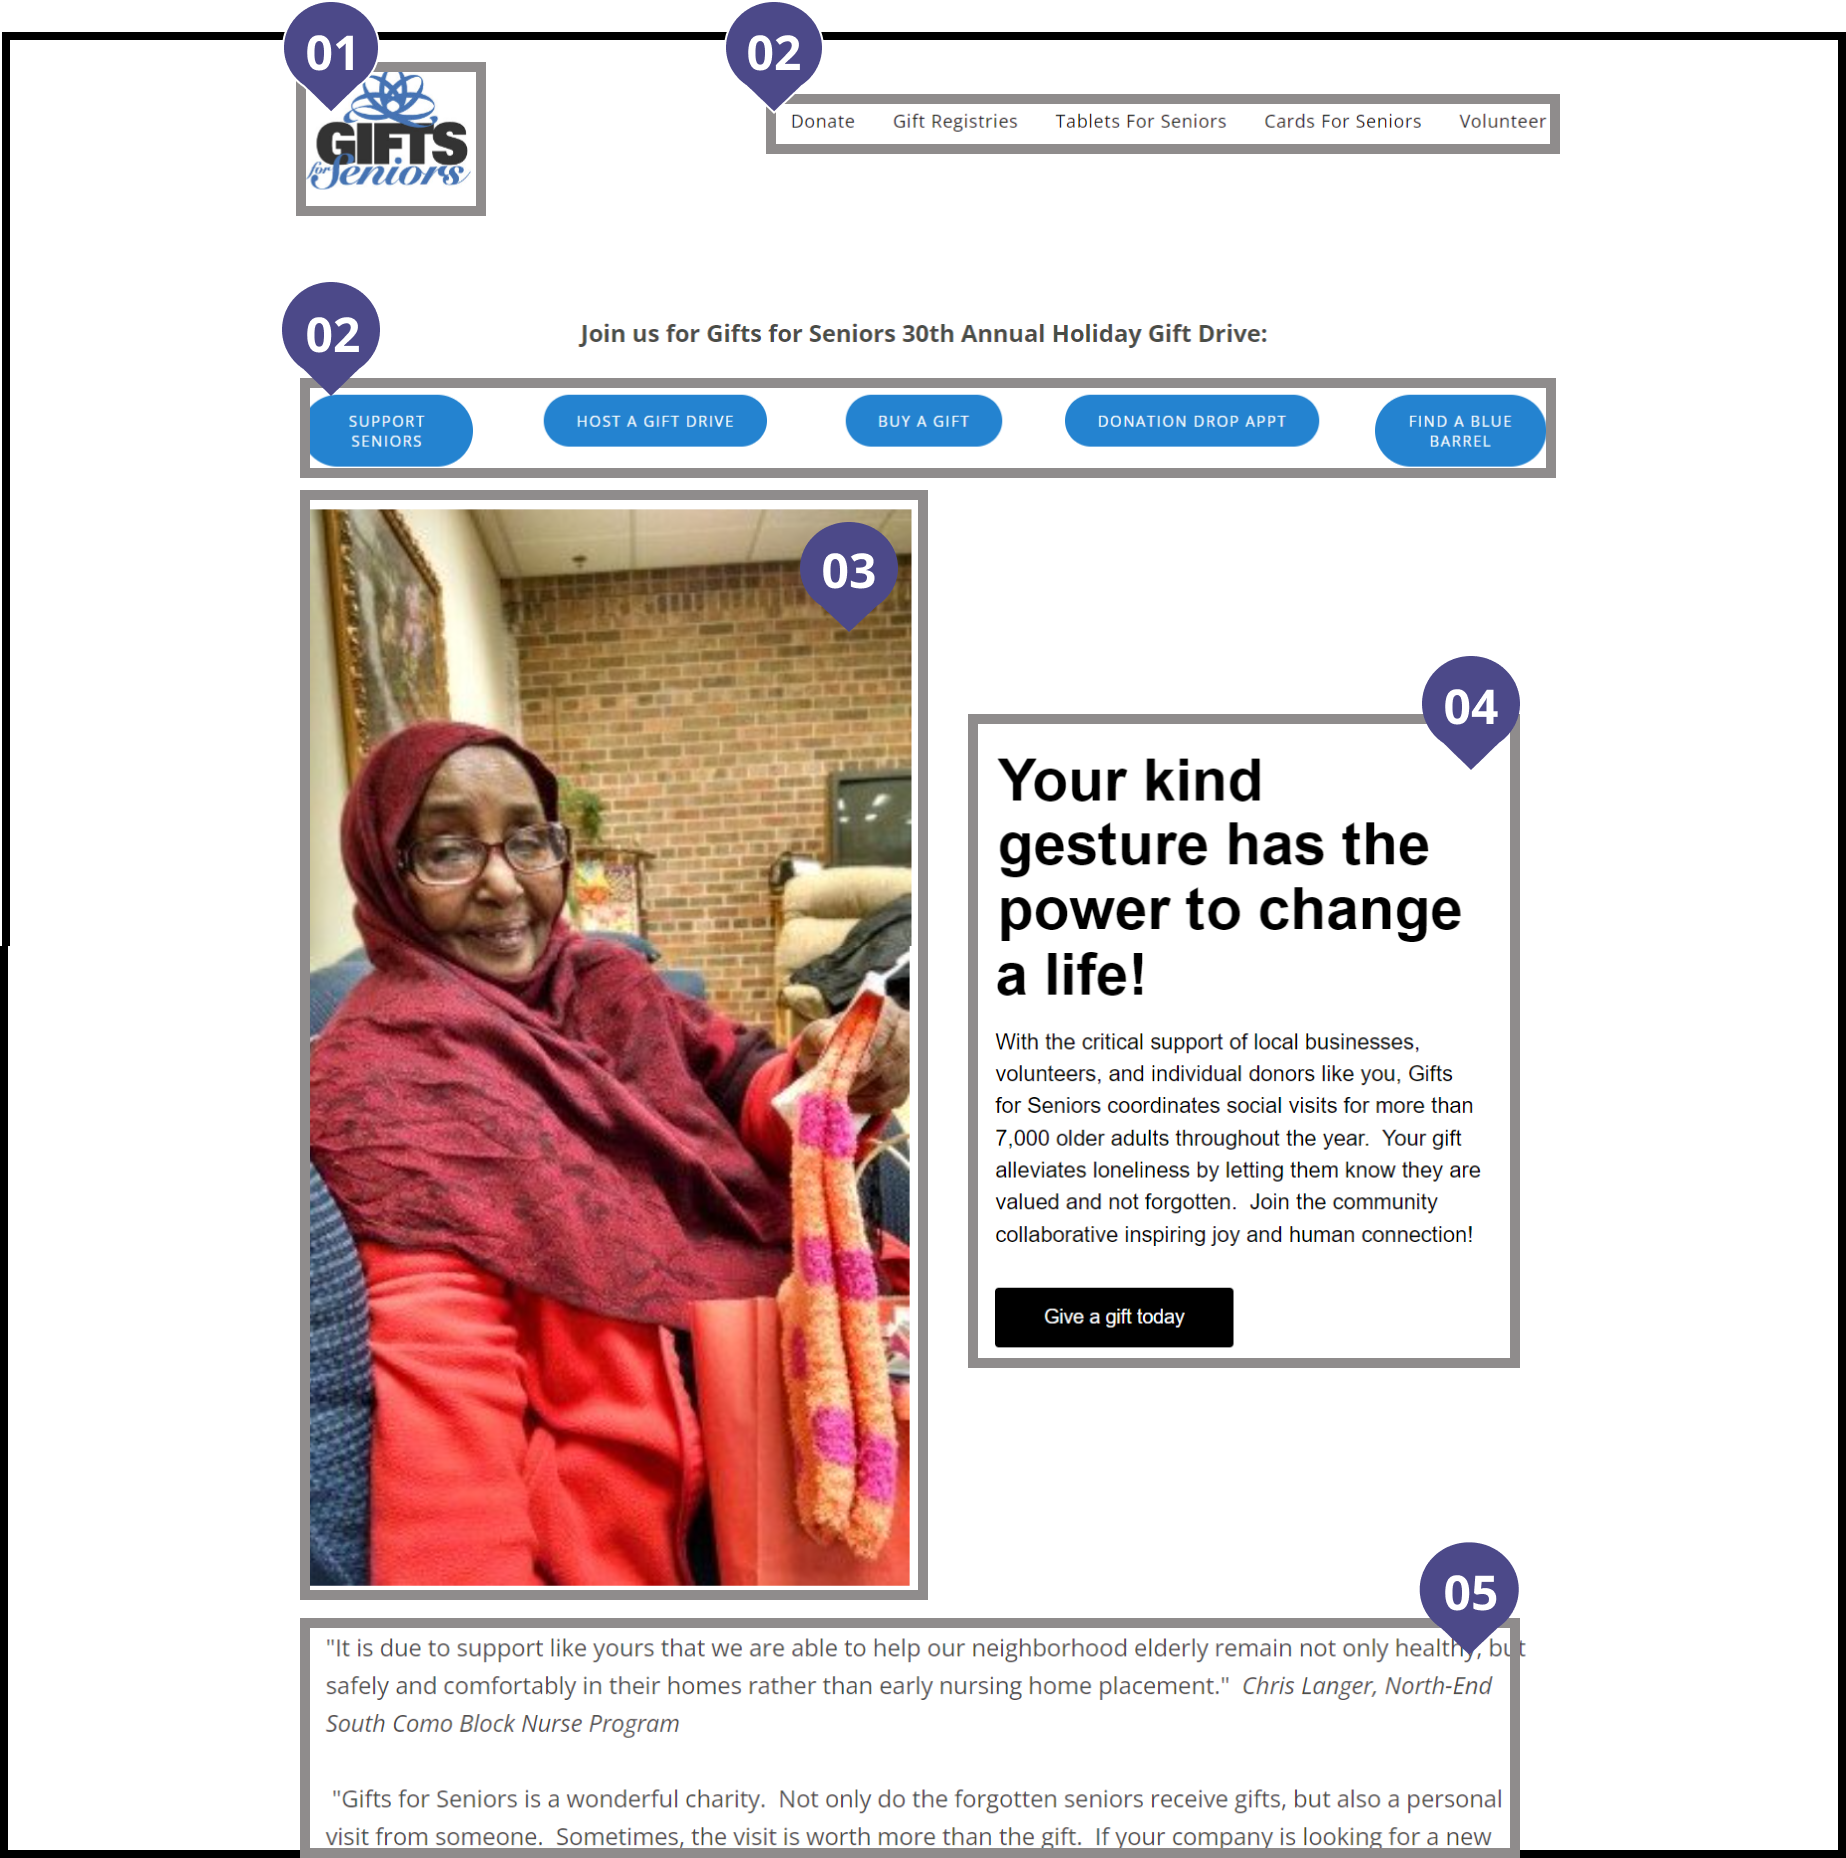 01
02
GIFTS
for Seniors
Donate Gift Registries Tablets For Seniors Cards For Seniors Volunteer
02
Join us for Gifts for Seniors 30th Annual Holiday Gift Drive:
SUPPORT
SENIORS
HOST A GIFT DRIVE
BUY A GIFT
DONATION DROP APPT
FIND A BLUE
BARREL
03
04
Your kind
gesture has the
power to change
a life!
With the critical support of local businesses,
volunteers, and individual donors like you, Gifts
for Seniors coordinates social visits for more than
7,000 older adults throughout the year.  Your gift
alleviates loneliness by letting them know they are
valued and not forgotten.  Join the community
collaborative inspiring joy and human connection!
Give a gift today
05
"It is due to support like yours that we are able to help our neighborhood elderly remain not only healthy, but
safely and comfortably in their homes rather than early nursing home placement."  Chris Langer, North-End
South Como Block Nurse Program
"Gifts for Seniors is a wonderful charity.  Not only do the forgotten seniors receive gifts, but also a personal
visit from someone.  Sometimes, the visit is worth more than the gift.  If your company is looking for a new